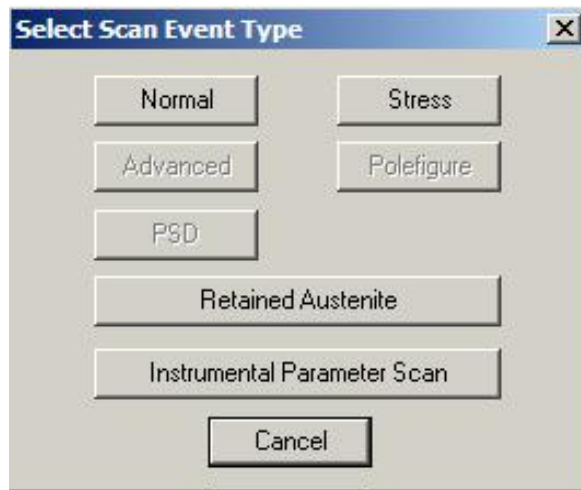 Select Scan Event Type
Normal Stress
Advanced Polefigure
PSD
Retained Austenite
Instrumental Parameter Scan
Cancel